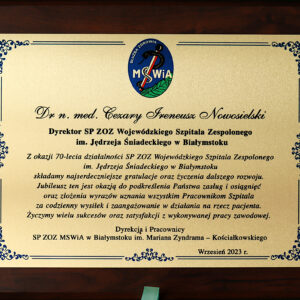 SŁUŻBA ZDROWIA
MSWiA
Dr n. med. Cezary Ireneusz Nowosielski
Dyrektor SP ZOZ Wojewódzkiego Szpitala Zespolonego
im. Jędrzeja Śniadeckiego w Białymstoku
Z okazji 70-lecia działalności SP ZOZ Wojewódzkiego Szpitala Zespolonego
im. Jędrzeja Śniadeckiego w Białymstoku
składamy najserdeczniejsze gratulacje oraz życzenia dalszego rozwoju.
Jubileusz ten jest okazją do podkreślenia Państwa zasług i osiągnięć
oraz złożenia wyrazów uznania wszystkim Pracownikom Szpitala
za codzienny wysiłek i zaangażowanie w działania na rzecz pacjenta.
Życzymy wielu sukcesów oraz satysfakcji z wykonywanej pracy zawodowej.
Dyrekcja i Pracownicy
SP ZOZ MSWiA w Białymstoku im. Mariana Zyndrama – Kościałkowskiego
Wrzesień 2023 r.